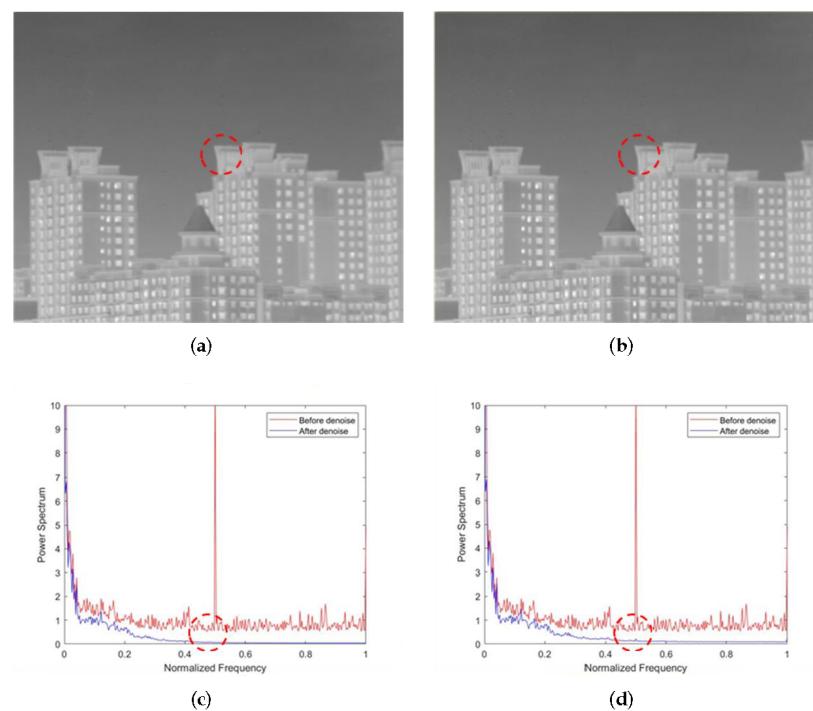 (a)
(b)
10
9
8
7
6
5
4
3
2
1
0
Power Spectrum
Before denoise
After denoise
0
0.2
0.4
0.6
0.8
1
Normalized Frequency
10
9
8
7
6
5
4
3
2
1
0
Power Spectrum
Before denoise
After denoise
0
0.2
0.4
0.6
0.8
1
Normalized Frequency
(c)
(d)